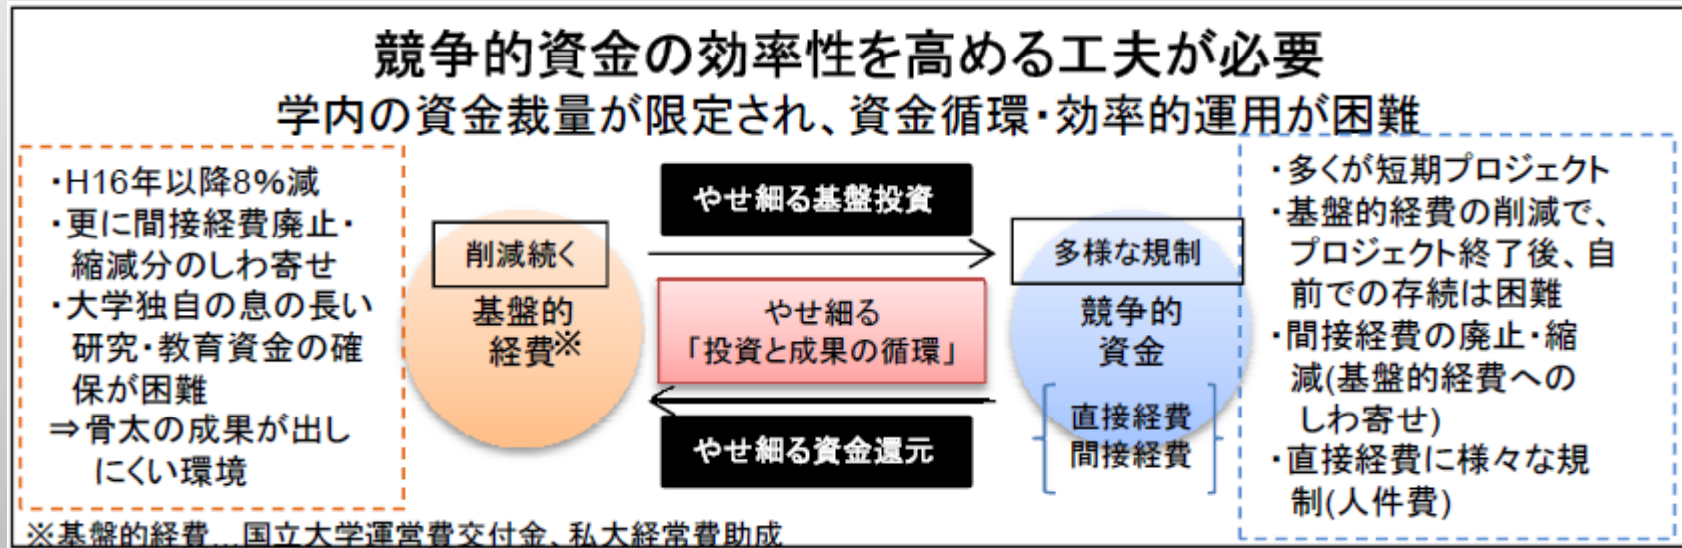 競争的資金の効率性を高める工夫が必要
学内の資金裁量が限定され、資金循環・効率的運用が困難
・H16年以降8%減
・更に間接経費廃止・
縮減分のしわ寄せ
・大学独自の息の長い
研究・教育資金の確
保が困難
⇒骨太の成果が出し
にくい環境
削減続く
基盤的
経費※
やせ細る基盤投資
やせ細る
「投資と成果の循環」
やせ細る資金還元
多様な規制
競争的
資金
直接経費
間接経費
・多くが短期プロジェクト
・基盤的経費の削減で、
プロジェクト終了後、自
前での存続は困難
・間接経費の廃止・縮
減(基盤的経費への
しわ寄せ)
・直接経費に様々な規
制(人件費)
※基盤的経費…国立大学運営費交付金、私大経常費助成